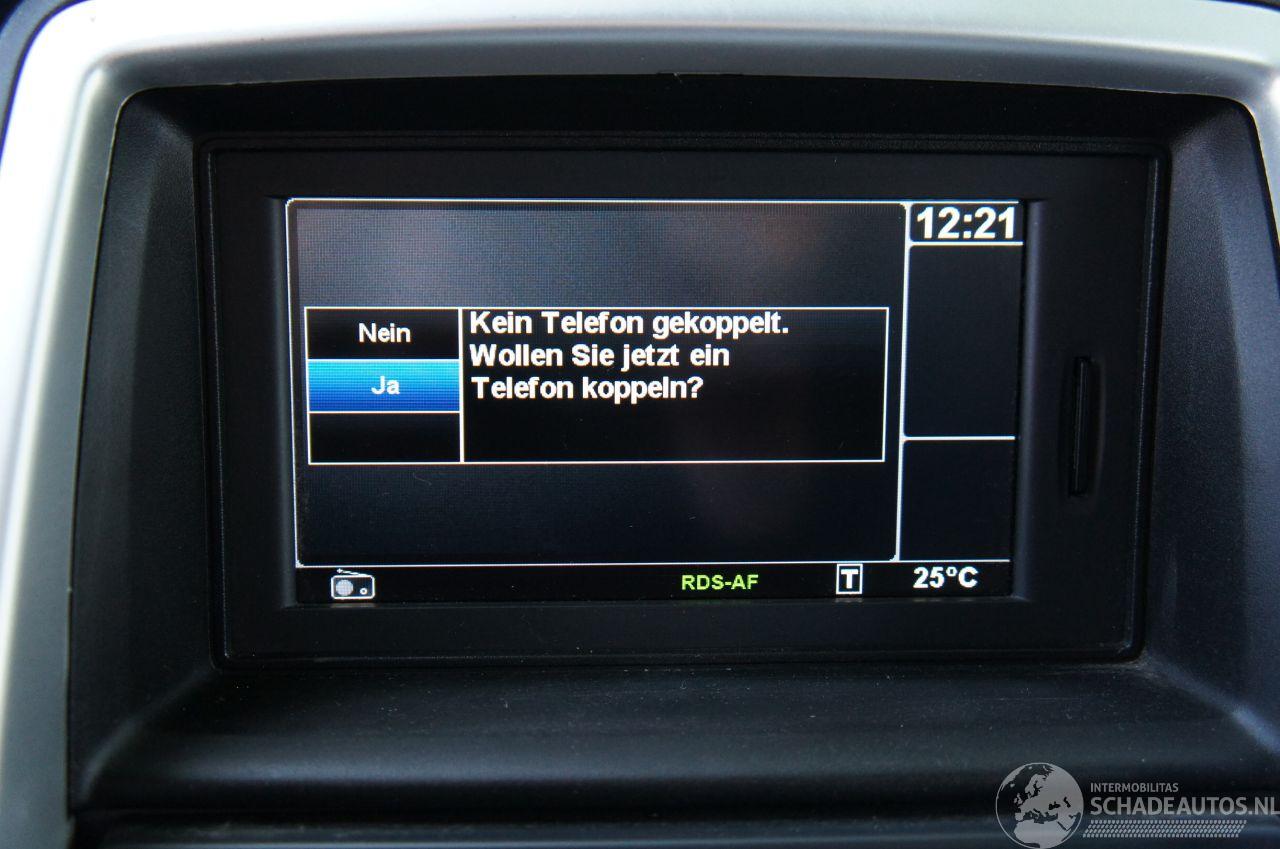 12:21
Nein
Ja
Kein Telefon gekoppelt.
Wollen Sie jetzt ein
Telefon koppeln?
RDS-AF
T
25°C
INTERMOBILITAS
SCHADEAUTOS.NL